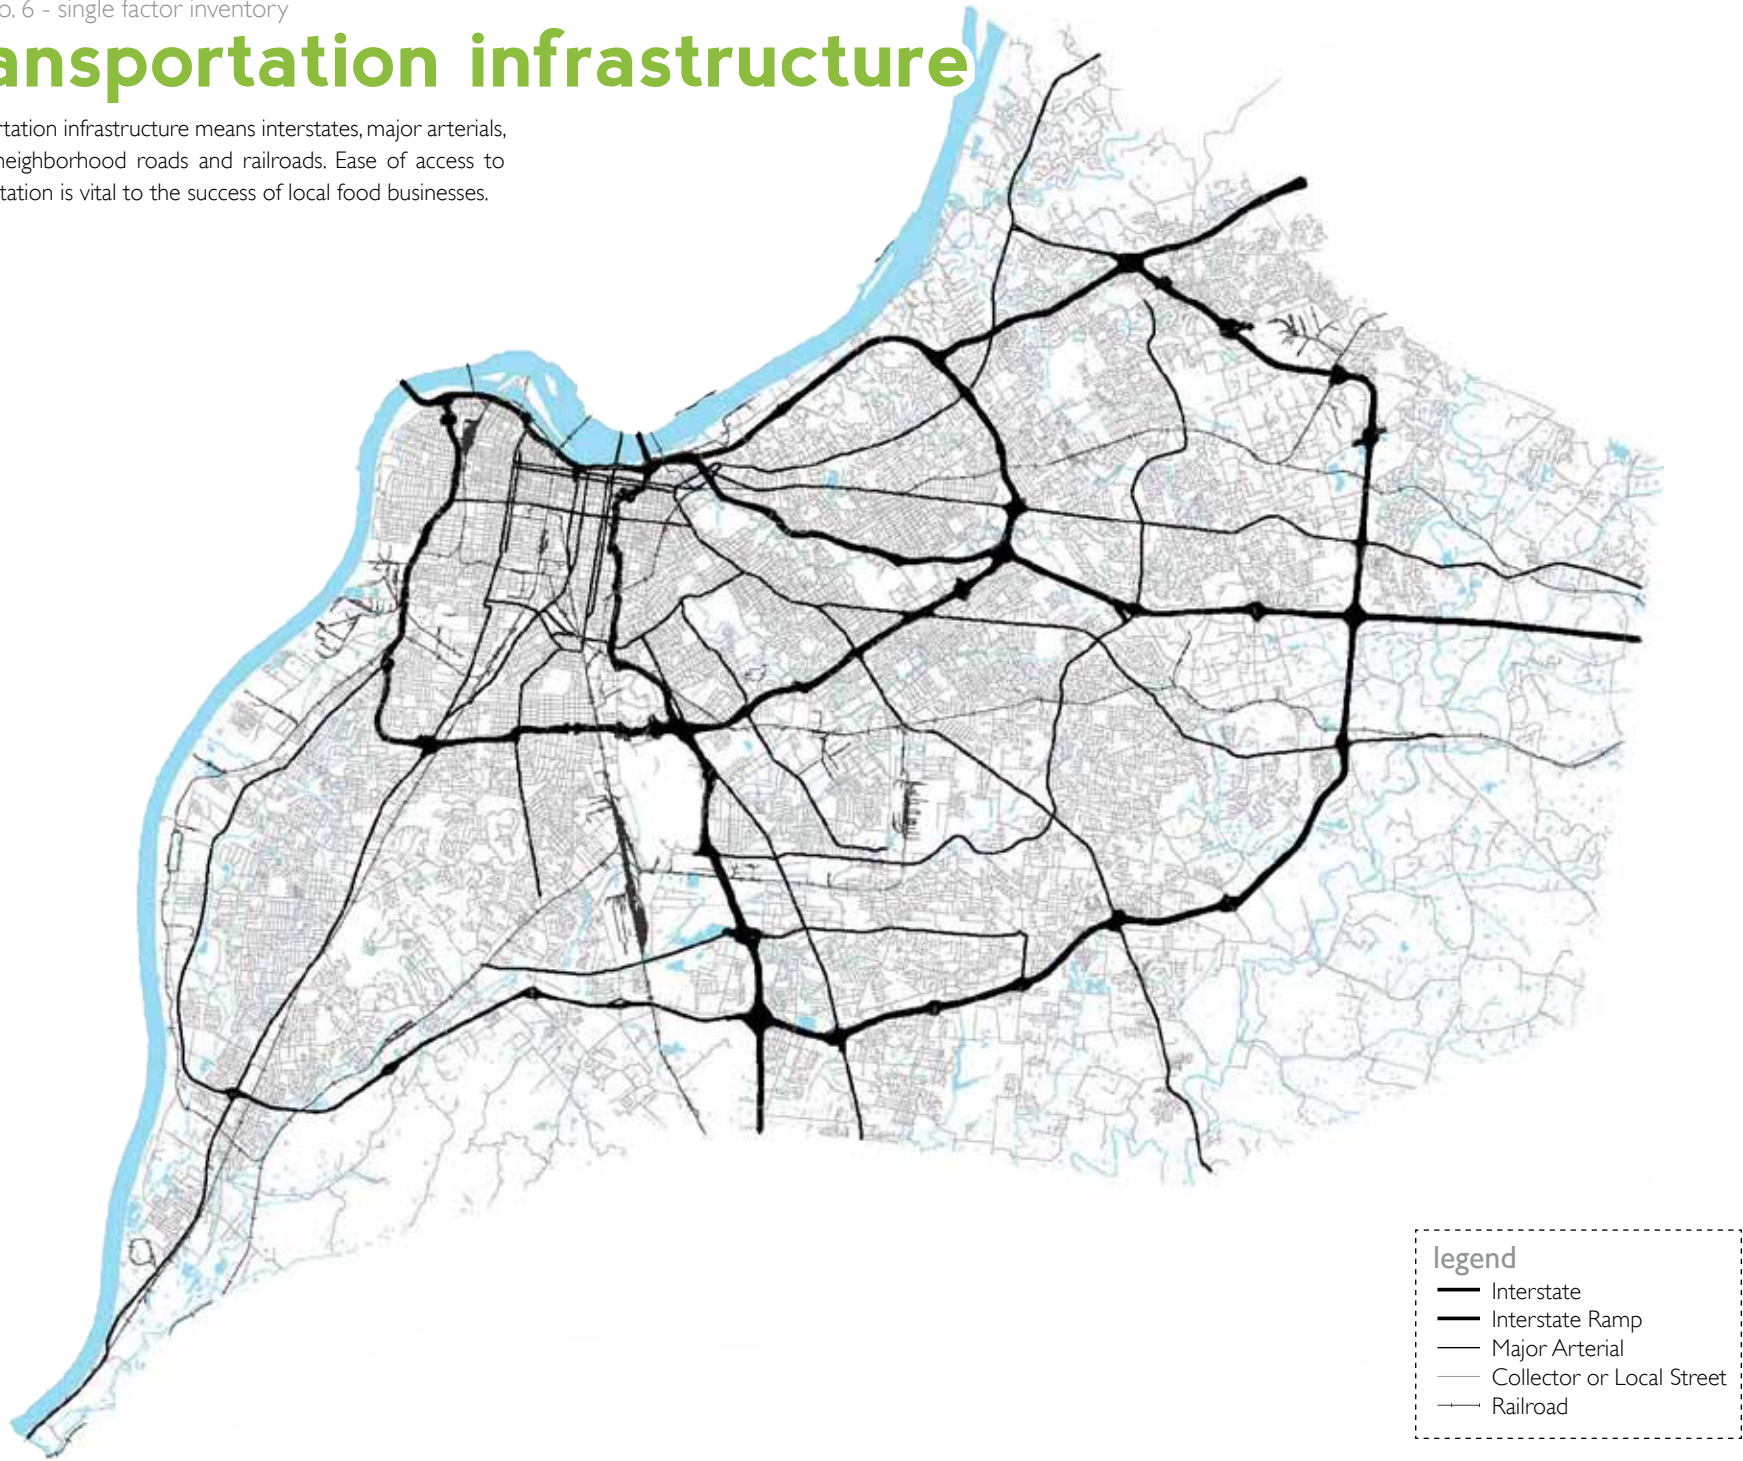 o. 6 - single factor inventory
ansportation infrastructure
rtation infrastructure means interstates, major arterials,
neighborhood roads and railroads. Ease of access to
tation is vital to the success of local food businesses.
legend
Interstate
Interstate Ramp
Major Arterial
Collector or Local Street
Railroad